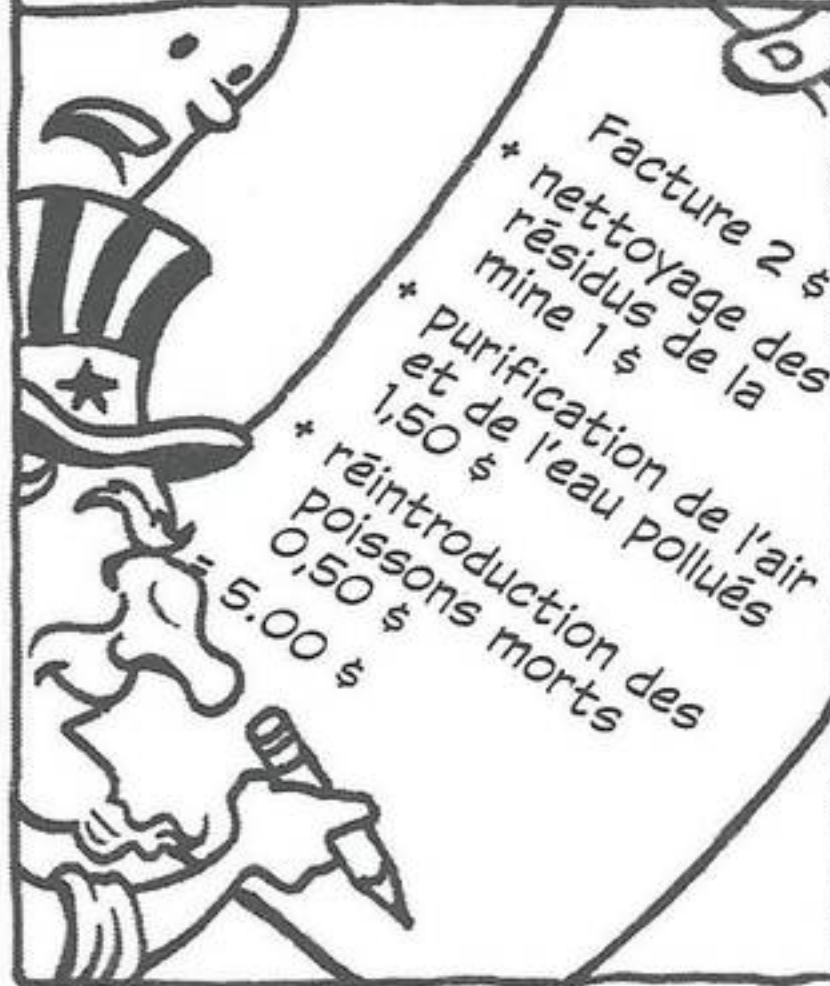 Facture 2 $
+ nettoyage des
résidus de la
mine 1 $
+ purification de l'air
et de l'eau pollués
1,50 $
+ réintroduction des
poissons morts
0,50 $
= 5.00 $